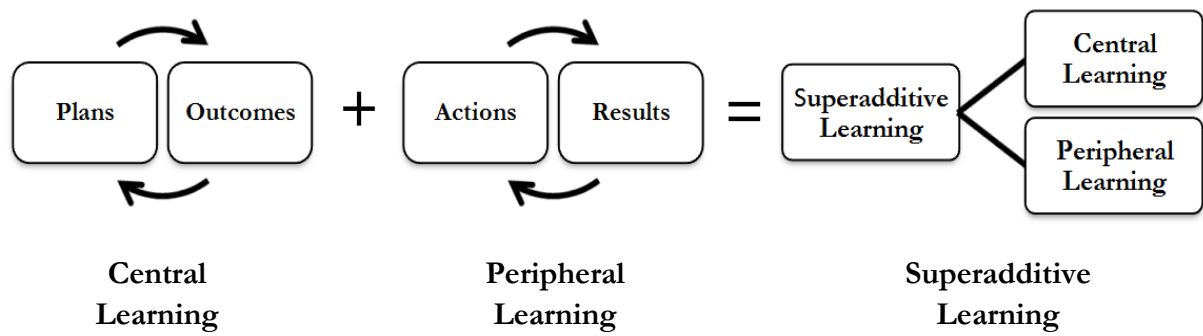 Plans
Outcomes
+
Actions
Results
=
Superadditive
Learning
Central
Learning
Peripheral
Learning
Central
Learning
Peripheral
Learning
Superadditive
Learning